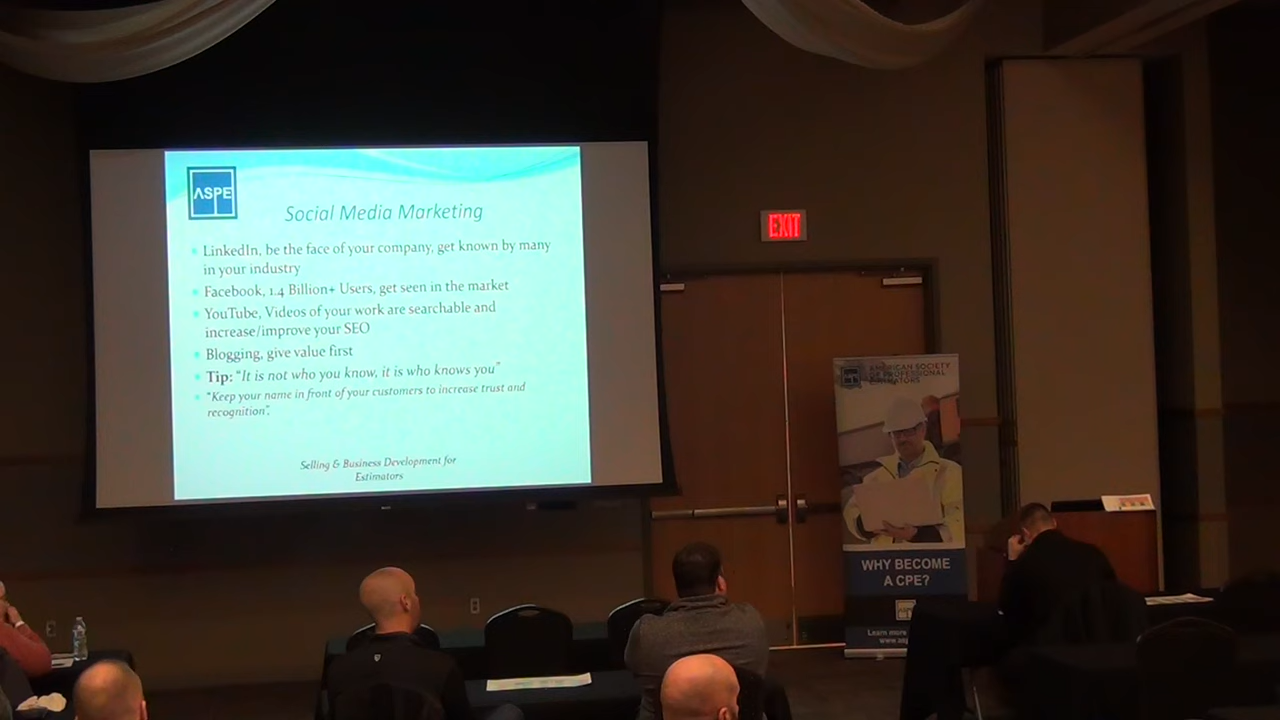 ASPE
Social Media Marketing
LinkedIn, be the face of your company, get known by many
in your industry
Facebook, 1.4 Billion+ Users, get seen in the market
YouTube, Videos of your work are searchable and
increase/improve your SEO
Blogging, give value first
Tip: "It is not who you know, it is who knows you"
"Keep your name in front of your customers to increase trust and
recognition".
Selling & Business Development for
Estimators
EXIT
AMERICAN SOCIETY
OF PROFESSIONAL
ESTIMATORS
WHY BECOME
A CPE?
Learn more
www.